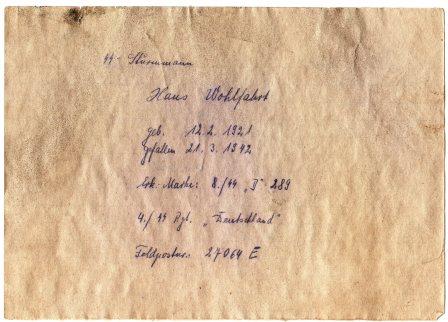 SS-Sturmmann
Hans Wohlfahrt
geb. 12.2.1921
gefallen 21.3.1942
Erk. Marke: 8./SS „D" 289
4./SS Rgt. „Deutschland"
Feldpostnr. 27064 E